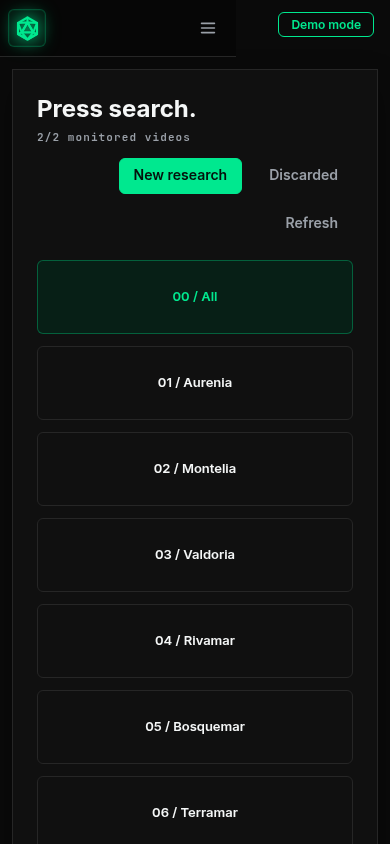 Demo mode
Press search.
2/2 monitored videos
New research
Discarded
Refresh
00 / All
01 / Aurenia
02 / Montelia
03 / Valdoria
04 / Rivamar
05 / Bosquemar
06 / Terramar